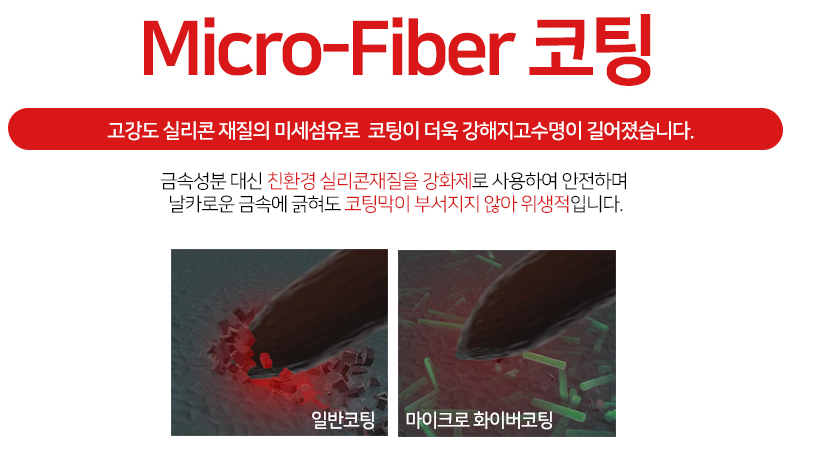 Micro-Fiber 코팅
고강도 실리콘 재질의 미세섬유로 코팅이 더욱 강해지고수명이 길어졌습니다.
금속성분 대신 친환경 실리콘재질을 강화제로 사용하여 안전하며
날카로운 금속에 긁혀도 코팅막이 부서지지 않아 위생적입니다.
일반코팅
마이크로 화이버코팅